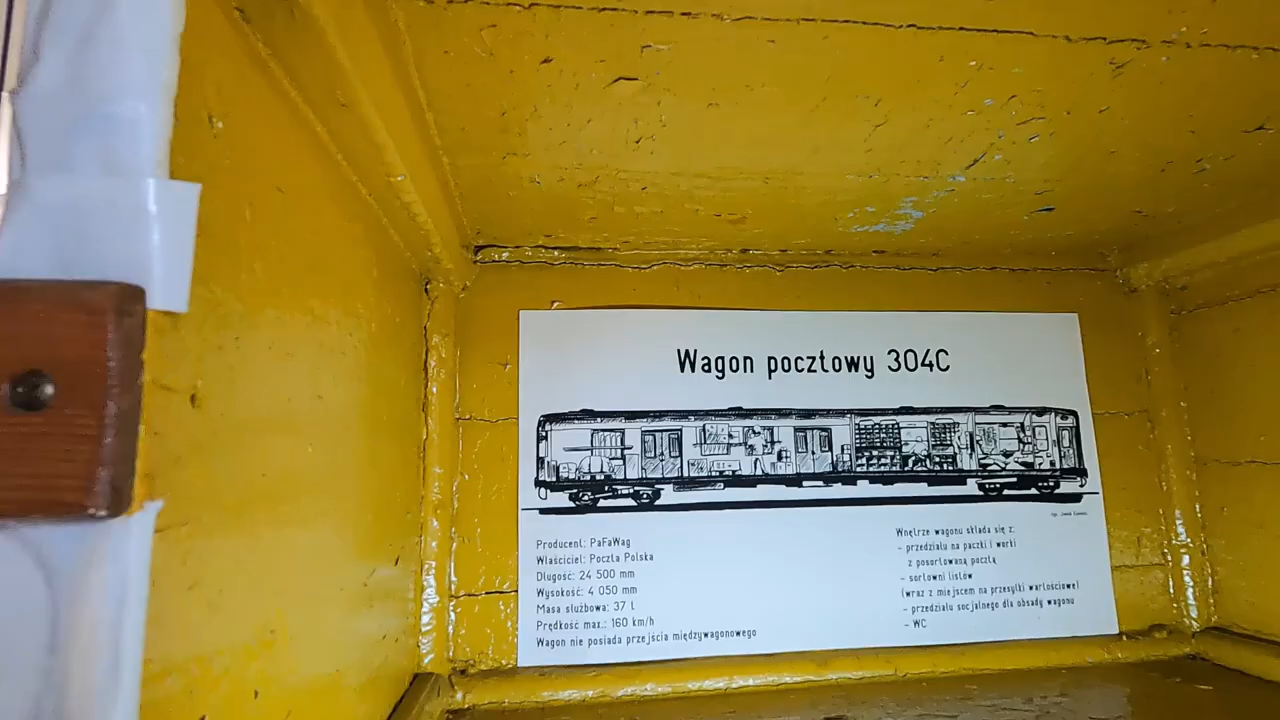 Wagon pocztowy 304C
Producent: PaFaWag
Właściciel: Poczta Polska
Długość: 24 500 mm
Wysokość: 4 050 mm
Masa służbowa: 37 t
Prędkość max.: 160 km/h
Wagon nie posiada przejścia międzywagonowego
Wnętrze wagonu składa się z:
- przedziału na paczki i worki
z posortowaną pocztą
- sortowni listów
(wraz z miejscem na przesyłki wartościowe)
- przedziału socjalnego dla obsady wagonu
- WC